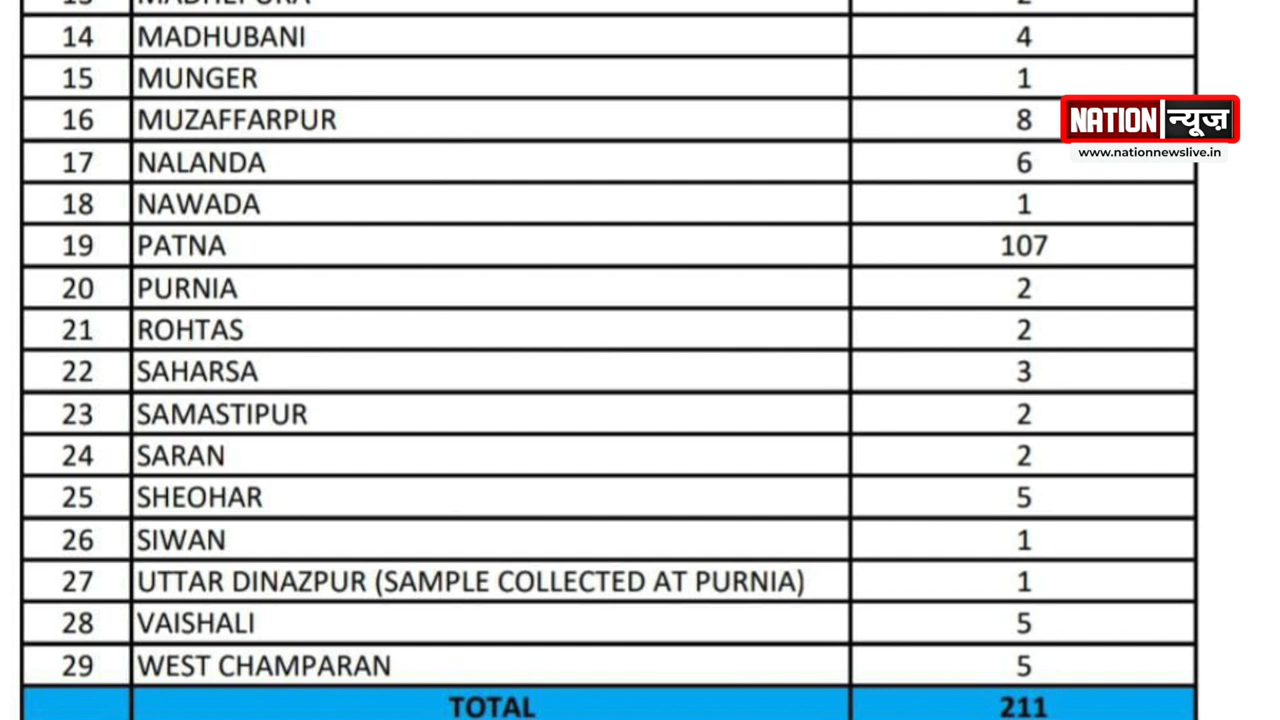 13 MADHEPURA 2
14 MADHUBANI 4
15 MUNGER 1
16 MUZAFFARPUR 8
NATION न्यूज़
www.nationnewslive.in
17 NALANDA 6
18 NAWADA 1
19 PATNA 107
20 PURNIA 2
21 ROHTAS 2
22 SAHARSA 3
23 SAMASTIPUR 2
24 SARAN 2
25 SHEOHAR 5
26 SIWAN 1
27 UTTAR DINAZPUR (SAMPLE COLLECTED AT PURNIA) 1
28 VAISHALI 5
29 WEST CHAMPARAN 5
TOTAL 211